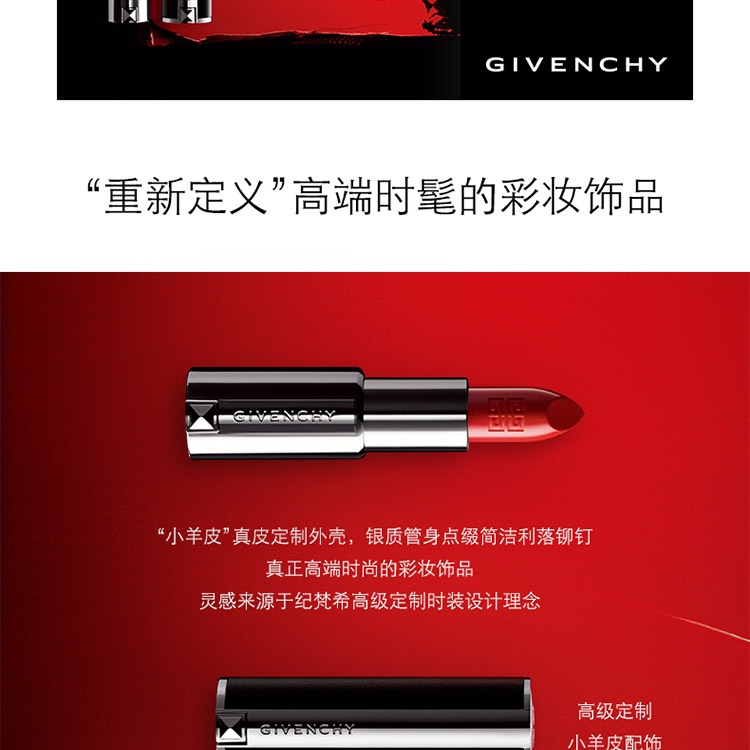 GIVENCHY
“重新定义”高端时髦的彩妆饰品
GIVENCHY
“小羊皮”真皮定制外壳，银质管身点缀简洁利落铆钉
真正高端时尚的彩妆饰品
灵感来源于纪梵希高级定制时装设计理念
GIVENCHY
高级定制
小羊皮配饰